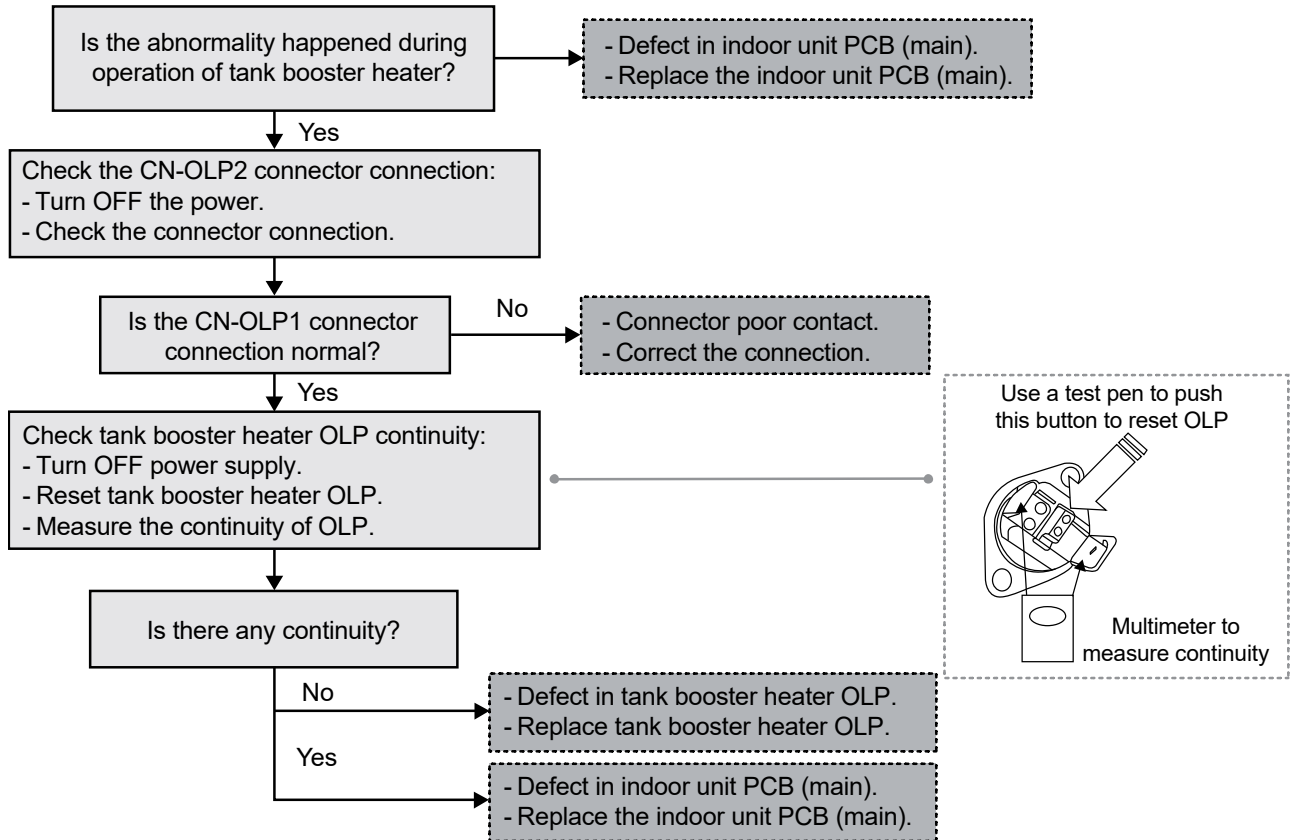 Is the abnormality happened during
operation of tank booster heater?
- Defect in indoor unit PCB (main).
- Replace the indoor unit PCB (main).
Yes
Check the CN-OLP2 connector connection:
- Turn OFF the power.
- Check the connector connection.
Is the CN-OLP1 connector
connection normal?
No
- Connector poor contact.
- Correct the connection.
Yes
Check tank booster heater OLP continuity:
- Turn OFF power supply.
- Reset tank booster heater OLP.
- Measure the continuity of OLP.
Use a test pen to push
this button to reset OLP
Multimeter to
measure continuity
Is there any continuity?
No
- Defect in tank booster heater OLP.
- Replace tank booster heater OLP.
Yes
- Defect in indoor unit PCB (main).
- Replace the indoor unit PCB (main).